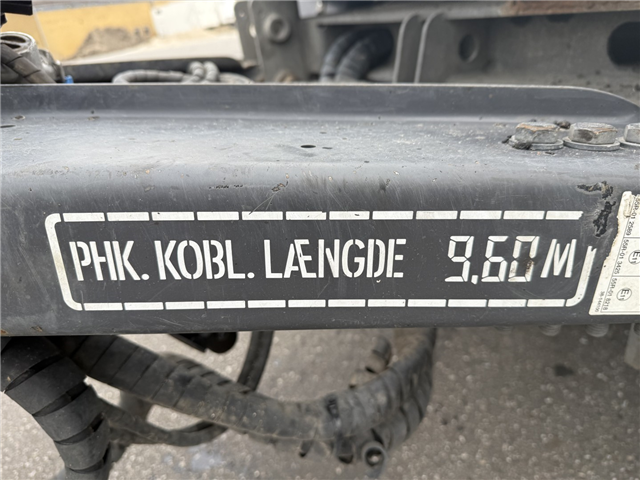 PHK. KOBL. LÆNGDE 9,60 M